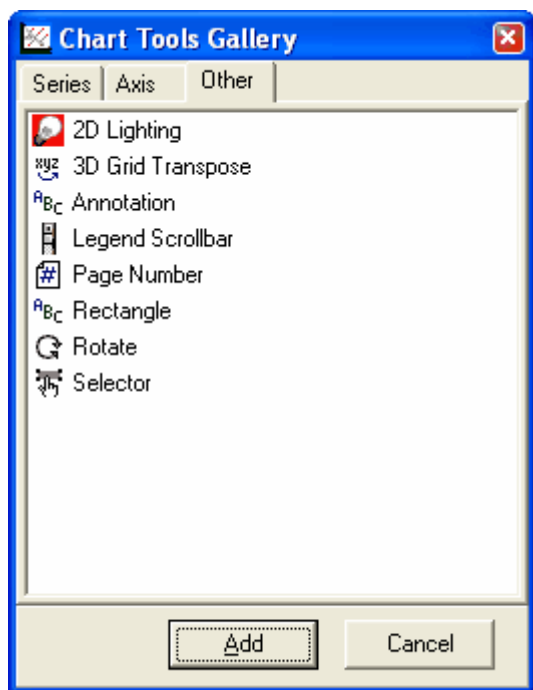 Chart Tools Gallery
Series Axis Other
2D Lighting
xyz 3D Grid Transpose
ABC Annotation
Legend Scrollbar
# Page Number
ABC Rectangle
Rotate
Selector
Add Cancel